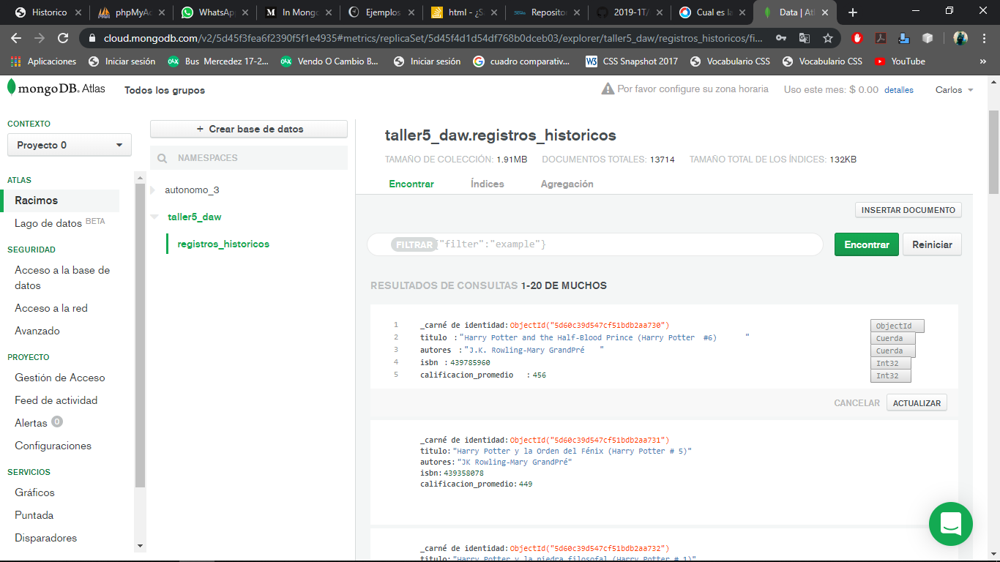 Historico
phpMyAd
WhatsApp
In Mongo
Ejemplos
html - ¿S
Reposito
2019-1T/
Cual es la
Data | Atl
cloud.mongodb.com/v2/5d45f3fea6f2390f5f1e4935#metrics/replicaSet/5d45f4d1d54df768b0dceb03/explorer/taller5_daw/registros_historicos/fi...
Aplicaciones
Iniciar sesión
Bus Mercedez 17-2...
Vendo O Cambio B...
Iniciar sesión
cuadro comparativ...
CSS Snapshot 2017
Vocabulario CSS
Vocabulario CSS
YouTube
»
mongoDB. Atlas
Todos los grupos
Por favor configure su zona horaria
Uso este mes: $ 0.00 detalles
Carlos
CONTEXTO
Proyecto 0
ATLAS
Racimos
Lago de datos BETA
SEGURIDAD
Acceso a la base de
datos
Acceso a la red
Avanzado
PROYECTO
Gestión de Acceso
Feed de actividad
Alertas 0
Configuraciones
SERVICIOS
Gráficos
Puntada
Disparadores
+ Crear base de datos
NAMESPACES
autonomo_3
taller5_daw
registros_historicos
taller5_daw.registros_historicos
TAMAÑO DE COLECCIÓN: 1.91MB DOCUMENTOS TOTALES: 13714 TAMAÑO TOTAL DE LOS ÍNDICES: 132KB
Encontrar Índices Agregación
INSERTAR DOCUMENTO
FILTRAR {"filter":"example"}
Encontrar
Reiniciar
RESULTADOS DE CONSULTAS 1-20 DE MUCHOS
1 _carné de identidad: ObjectId("5d60c39d547cf51bdb2aa730") ObjectId
2 titulo : "Harry Potter and the Half-Blood Prince (Harry Potter #6) " Cuerda
3 autores : "J.K. Rowling-Mary GrandPré " Cuerda
4 isbn : 439785960 Int32
5 calificacion_promedio : 456 Int32
CANCELAR ACTUALIZAR
_carné de identidad: ObjectId("5d60c39d547cf51bdb2aa731")
titulo: "Harry Potter y la Orden del Fénix (Harry Potter # 5)"
autores: "JK Rowling-Mary GrandPré"
isbn: 439358078
calificacion_promedio: 449
_carné de identidad: ObjectId("5d60c39d547cf51bdb2aa732")
titulo: "Harry Potter y la piedra filosofal (Harry Potter # 1)"